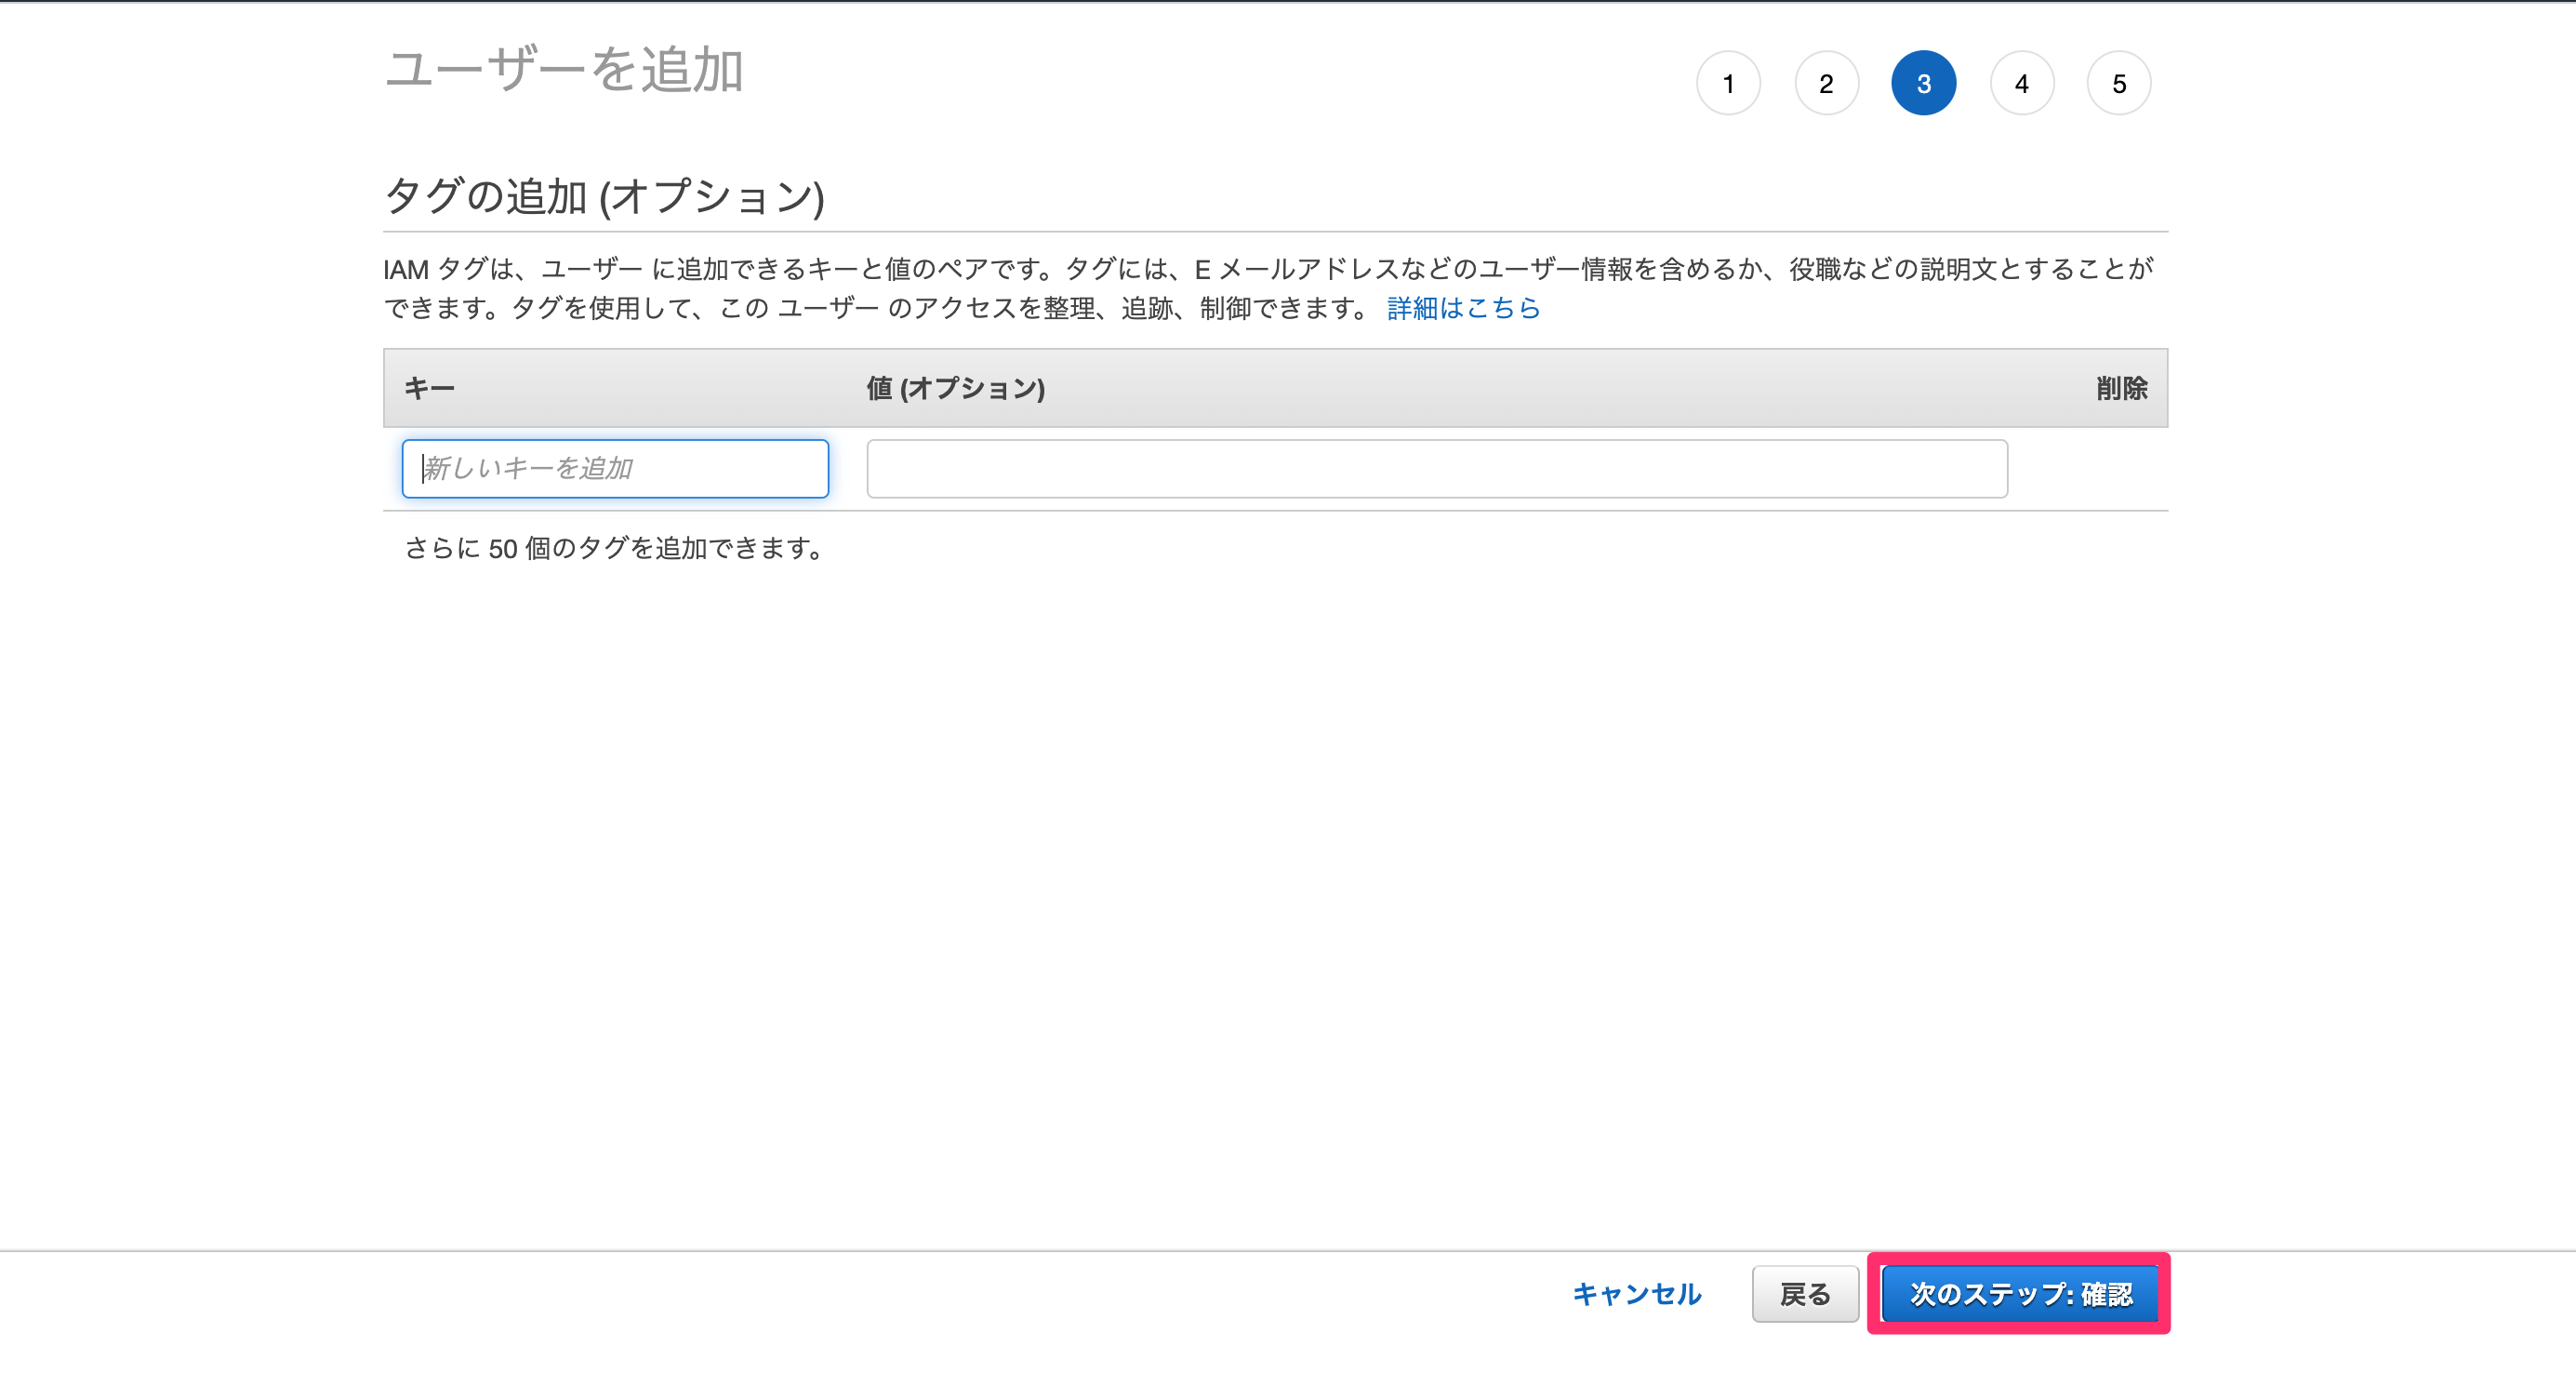 ユーザーを追加
1 2 3 4 5
タグの追加 (オプション)
IAM タグは、ユーザー に追加できるキーと値のペアです。タグには、E メールアドレスなどのユーザー情報を含めるか、役職などの説明文とすることが
できます。タグを使用して、この ユーザー のアクセスを整理、追跡、制御できます。 詳細はこちら
キー 値 (オプション) 削除
新しいキーを追加
さらに 50 個のタグを追加できます。
キャンセル 戻る 次のステップ: 確認